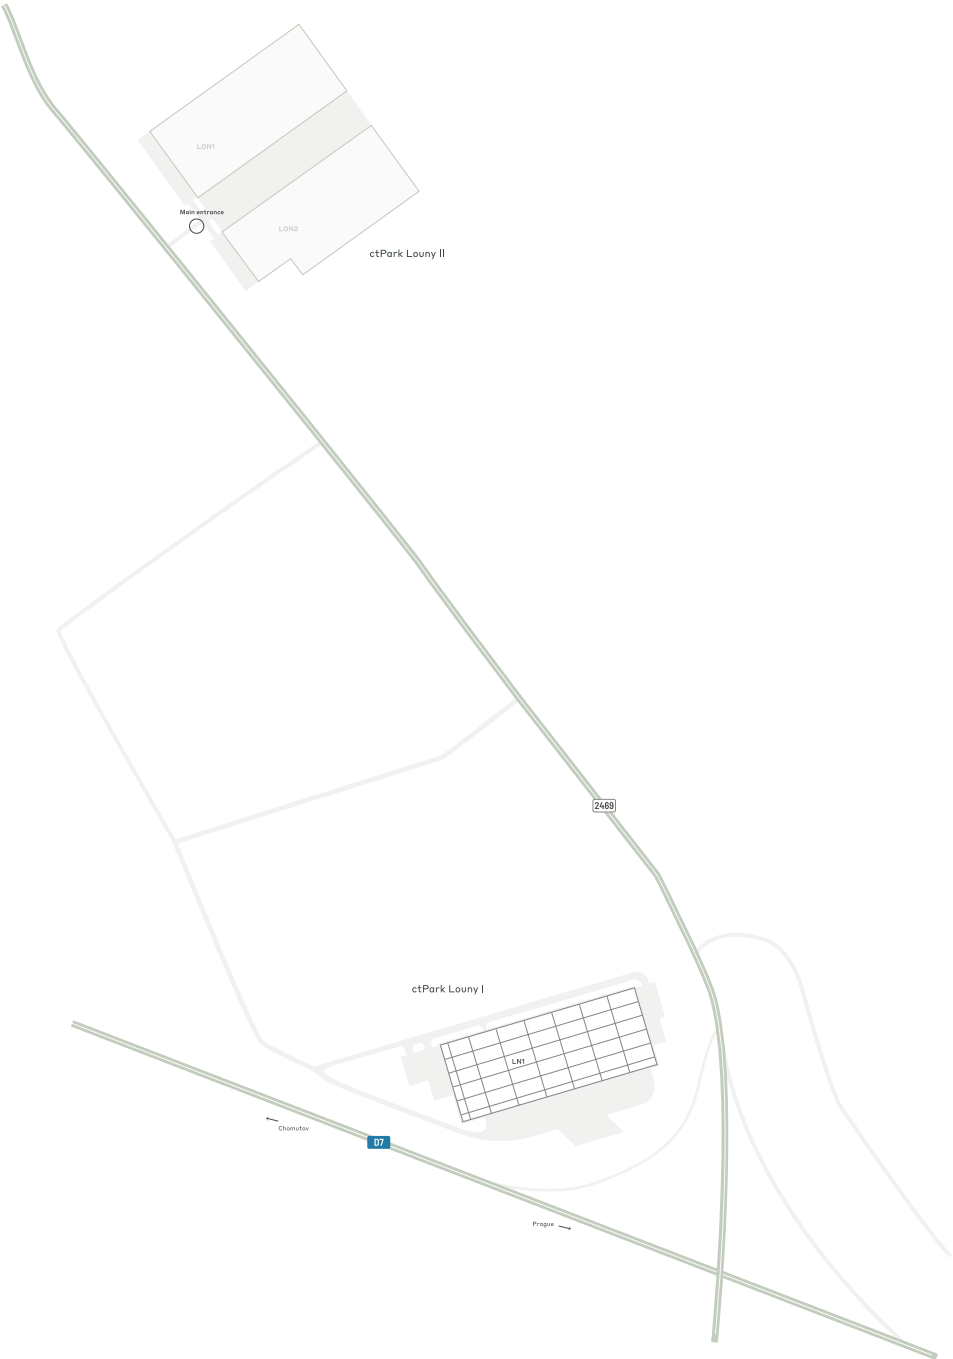 LON1
Main entrance
LON2
ctPark Louny II
2469
ctPark Louny I
LN1
Chomutov
D7
Prague